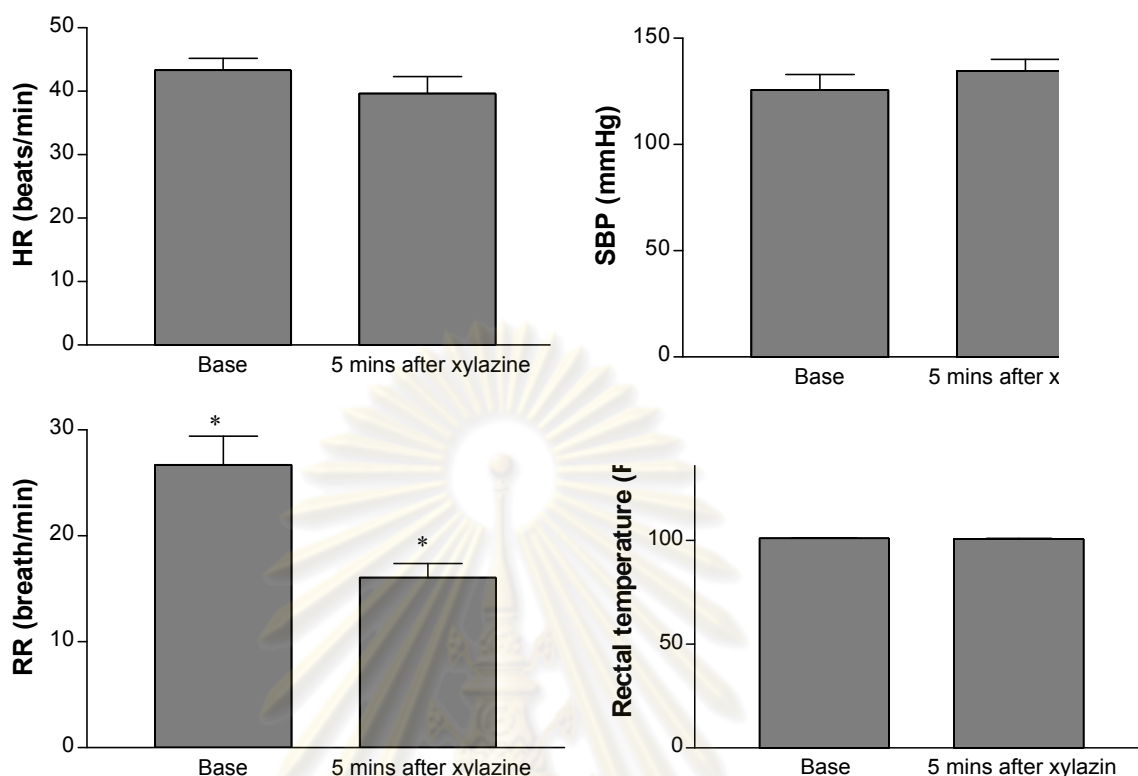 HR (beats/min)
50
40
30
20
10
0
Base 5 mins after xylazine
SBP (mmHg)
150
100
50
0
Base 5 mins after x
RR (breath/min)
30
20
10
0
*
*
Base 5 mins after xylazine
Rectal temperature (F
100
50
0
Base 5 mins after xylazin